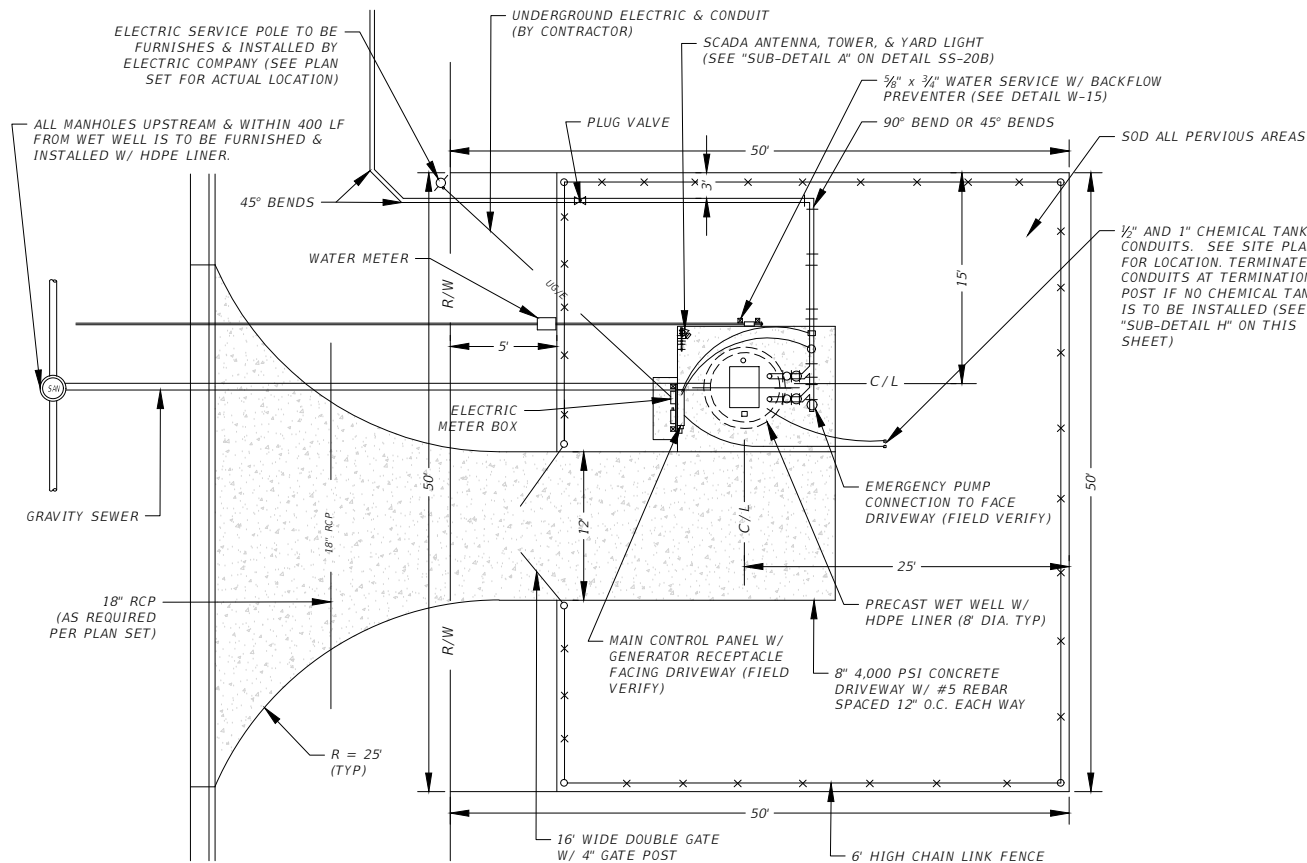 UNDERGROUND ELECTRIC & CONDUIT
(BY CONTRACTOR)
ELECTRIC SERVICE POLE TO BE
FURNISHES & INSTALLED BY
ELECTRIC COMPANY (SEE PLAN
SET FOR ACTUAL LOCATION)
SCADA ANTENNA, TOWER, & YARD LIGHT
(SEE "SUB-DETAIL A" ON DETAIL SS-20B)
⅝" x ¾" WATER SERVICE W/ BACKFLOW
PREVENTER (SEE DETAIL W-15)
ALL MANHOLES UPSTREAM & WITHIN 400 LF
FROM WET WELL IS TO BE FURNISHED &
INSTALLED W/ HDPE LINER.
PLUG VALVE
90° BEND OR 45° BENDS
SOD ALL PERVIOUS AREAS
50'
3'
45° BENDS
½" AND 1" CHEMICAL TANK
CONDUITS. SEE SITE PLA
FOR LOCATION. TERMINATE
CONDUITS AT TERMINATION
POST IF NO CHEMICAL TAN
IS TO BE INSTALLED (SEE
"SUB-DETAIL H" ON THIS
SHEET)
WATER METER
UG/E
R/W
15'
5'
SAN
C/L
ELECTRIC
METER BOX
50'
50'
GRAVITY SEWER
18" RCP
12'
C/L
EMERGENCY PUMP
CONNECTION TO FACE
DRIVEWAY (FIELD VERIFY)
25'
18" RCP
(AS REQUIRED
PER PLAN SET)
PRECAST WET WELL W/
HDPE LINER (8' DIA. TYP)
R/W
MAIN CONTROL PANEL W/
GENERATOR RECEPTACLE
FACING DRIVEWAY (FIELD
VERIFY)
8" 4,000 PSI CONCRETE
DRIVEWAY W/ #5 REBAR
SPACED 12" O.C. EACH WAY
R = 25'
(TYP)
50'
16' WIDE DOUBLE GATE
W/ 4" GATE POST
6' HIGH CHAIN LINK FENCE